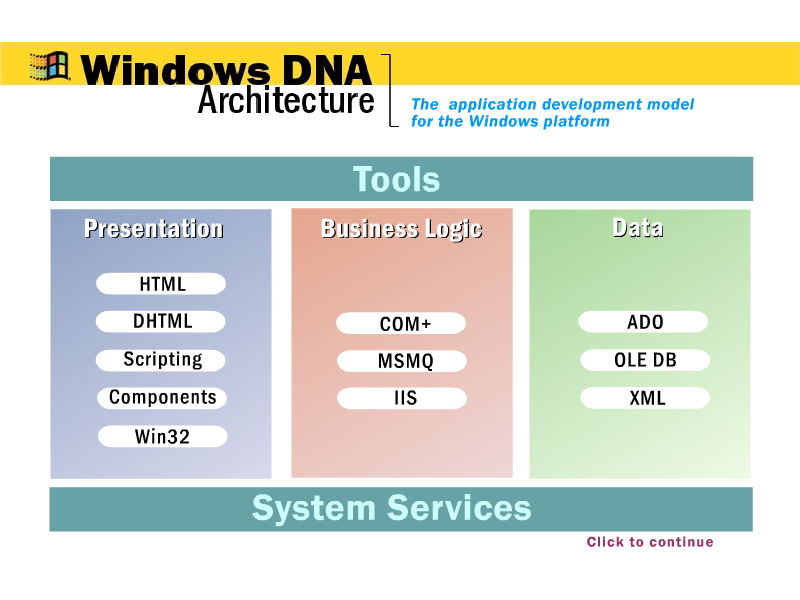 Windows DNA
Architecture
The application development model
for the Windows platform
Tools
Presentation
HTML
DHTML
Scripting
Components
Win32
Business Logic
COM+
MSMQ
IIS
Data
ADO
OLE DB
XML
System Services
Click to continue